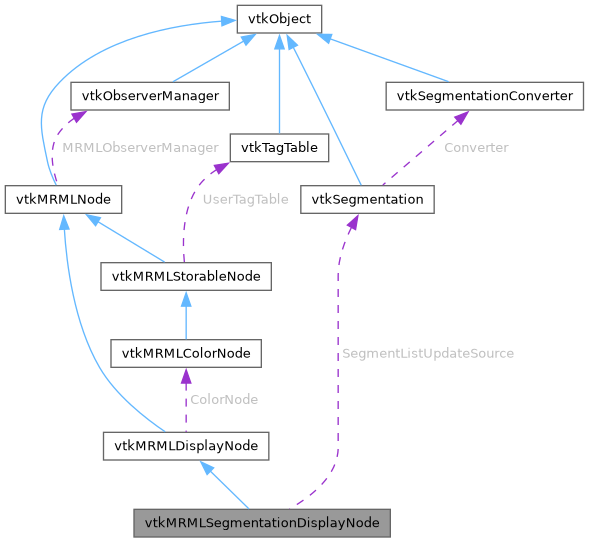 vtkObject
vtkObserverManager
vtkSegmentationConverter
MRMLObserverManager
vtkTagTable
Converter
vtkMRMLNode
UserTagTable
vtkSegmentation
vtkMRMLStorableNode
vtkMRMLColorNode
SegmentListUpdateSource
ColorNode
vtkMRMLDisplayNode
vtkMRMLSegmentationDisplayNode